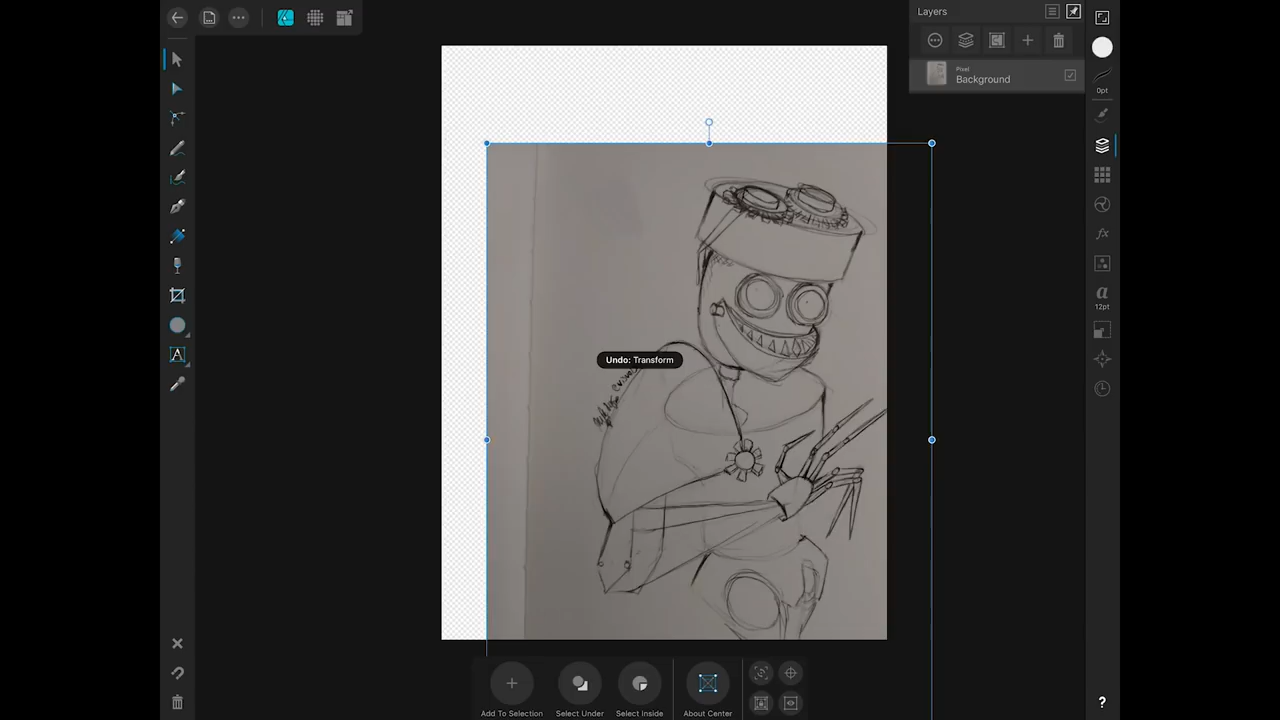 Layers
Pixel
Background
0pt
a
12pt
Undo: Transform
A
+
Add To Selection
Select Under
Select Inside
About Center
?